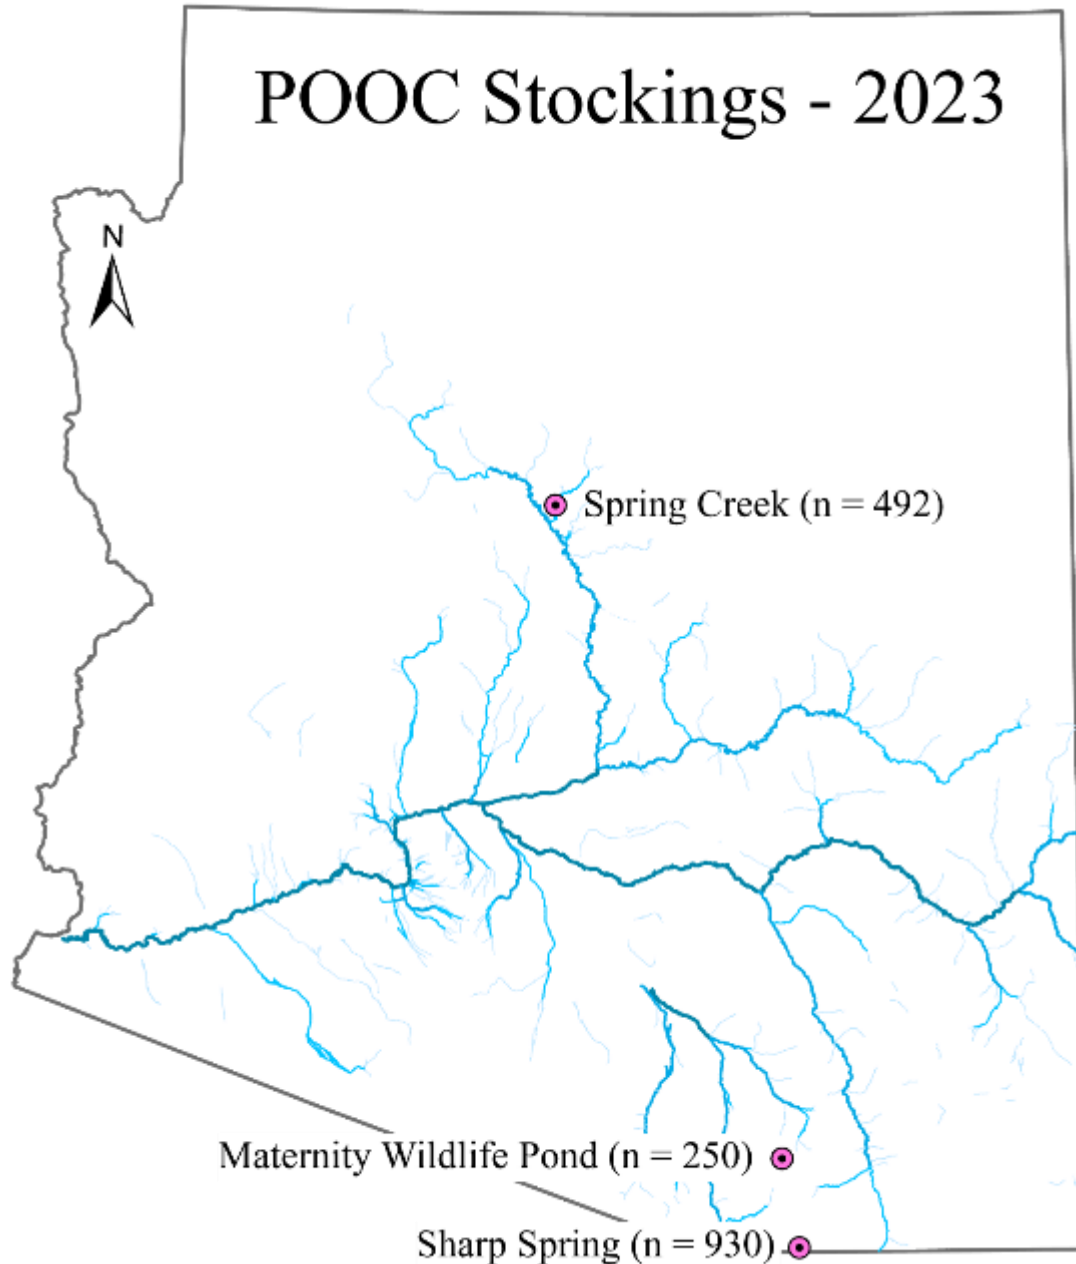 POOC Stockings - 2023
N
Spring Creek (n = 492)
Maternity Wildlife Pond (n = 250)
Sharp Spring (n = 930)